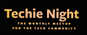 Techie Night
THE MONTHLY MEETUP
FOR THE TECH COMMUNITY